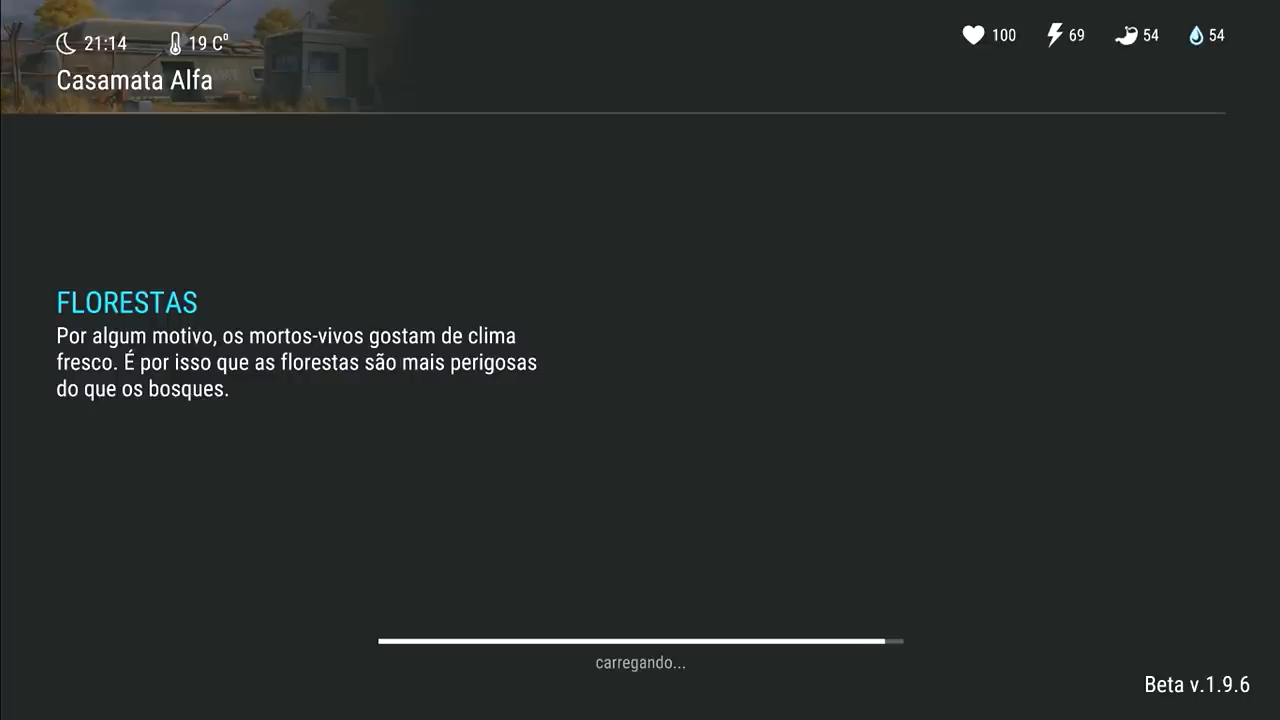 21:14 19 Cº
100 69 54 54
Casamata Alfa
FLORESTAS
Por algum motivo, os mortos-vivos gostam de clima
fresco. É por isso que as florestas são mais perigosas
do que os bosques.
carregando...
Beta v.1.9.6